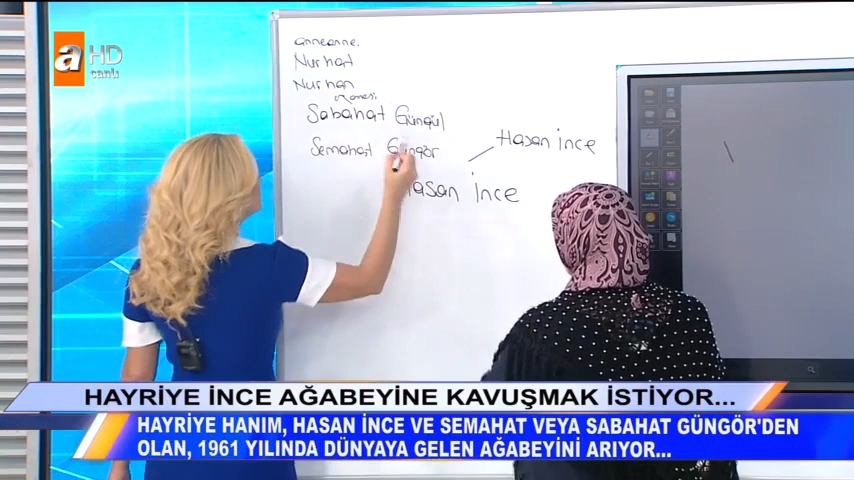 a HD
canlı
anneanne.
Nurhat
Nurhan
annesi
Sabahat Güngül
Semahat Güngör
Hasan ince
Hasan İnce
HAYRİYE İNCE AĞABEYİNE KAVUŞMAK İSTİYOR...
HAYRİYE HANIM, HASAN İNCE VE SEMAHAT VEYA SABAHAT GÜNGÖR'DEN
OLAN, 1961 YILINDA DÜNYAYA GELEN AĞABEYİNİ ARIYOR...